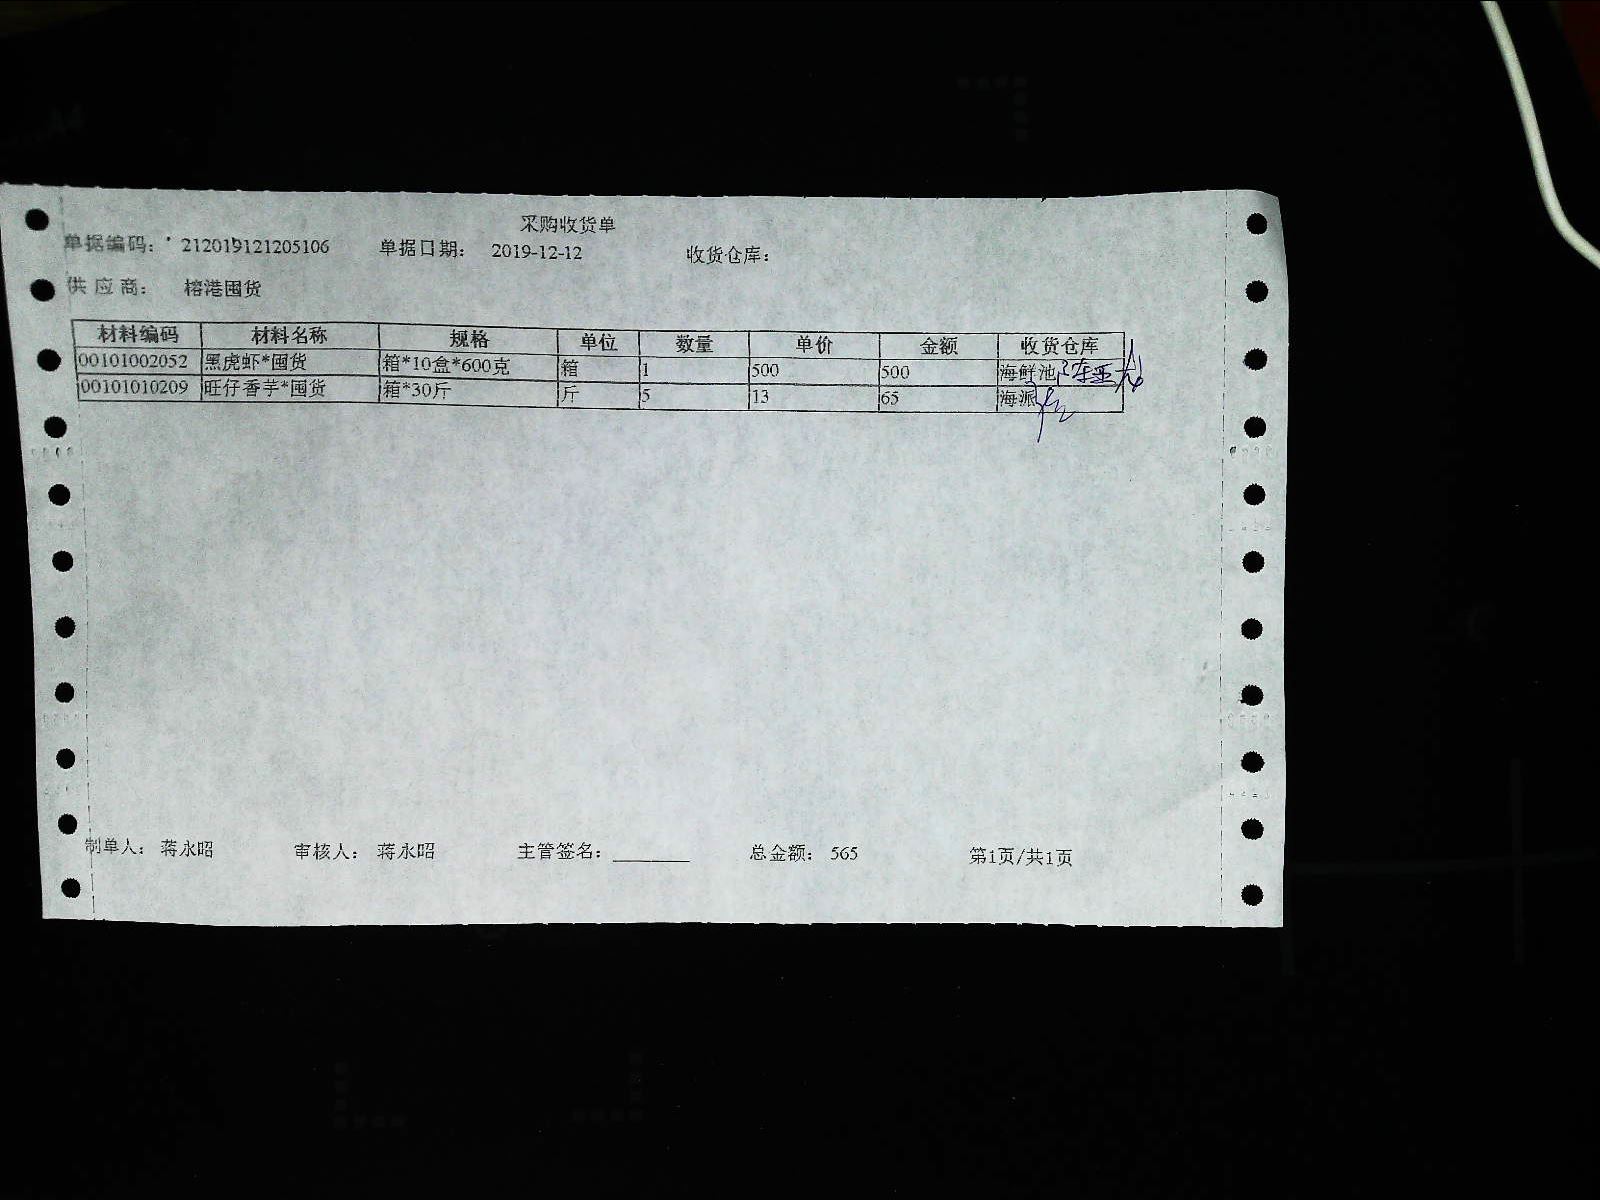 采购收货单
单据编码： 212019121205106 单据日期： 2019-12-12 收货仓库：
供应商： 榕港囤货
材料编码 材料名称 规格 单位 数量 单价 金额 收货仓库
00101002052 黑虎虾*囤货 箱*10盒*600克 箱 1 500 500 海鲜池
00101010209 旺仔香芋*囤货 箱*30斤 斤 5 13 65 海派
制单人： 蒋永昭 审核人： 蒋永昭 主管签名： 总金额： 565 第1页/共1页